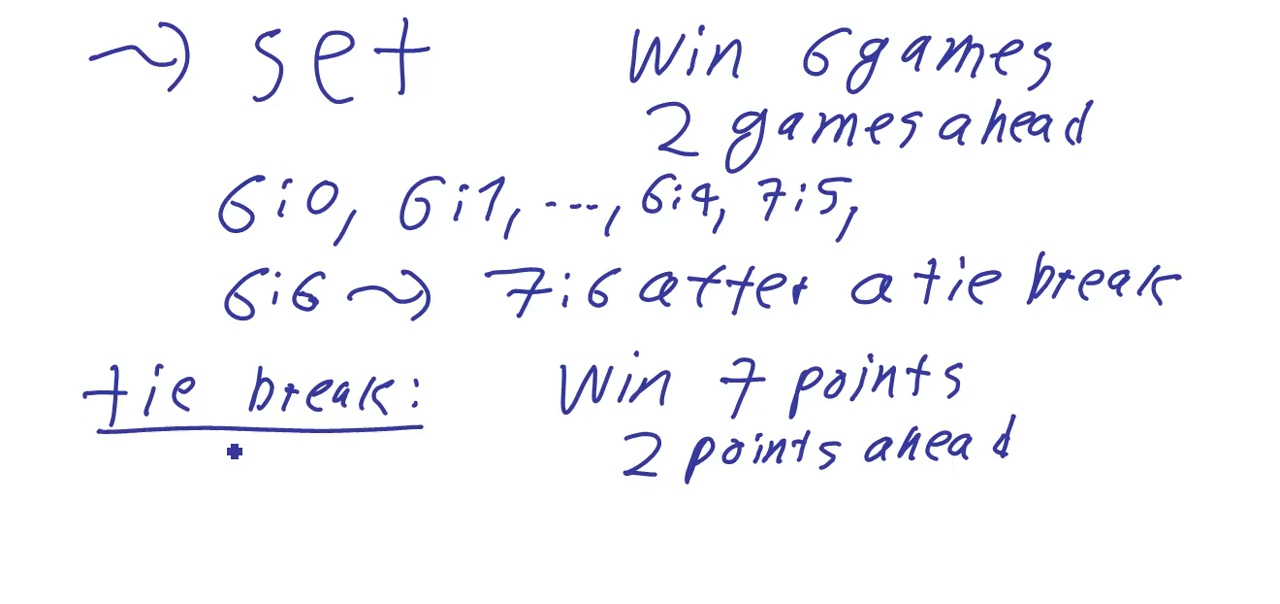 ~> set Win 6 games
2 games ahead
6:0, 6:1, ..., 6:4, 7:5,
6:6 ~> 7:6 after a tie break
tie break: Win 7 points
2 points ahead